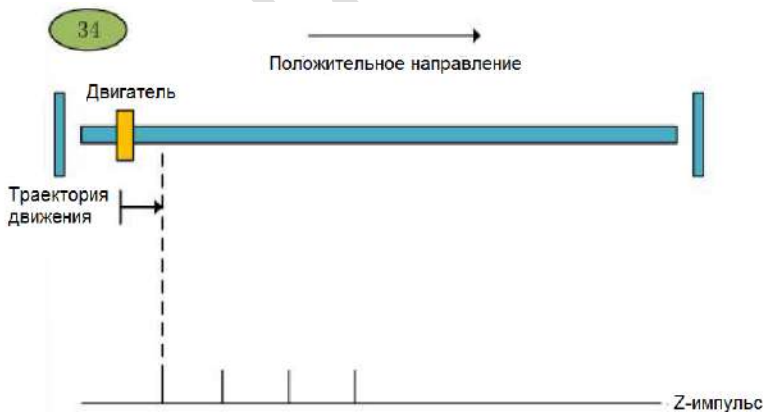 34
Положительное направление
Двигатель
Траектория
движения
Z-импульс